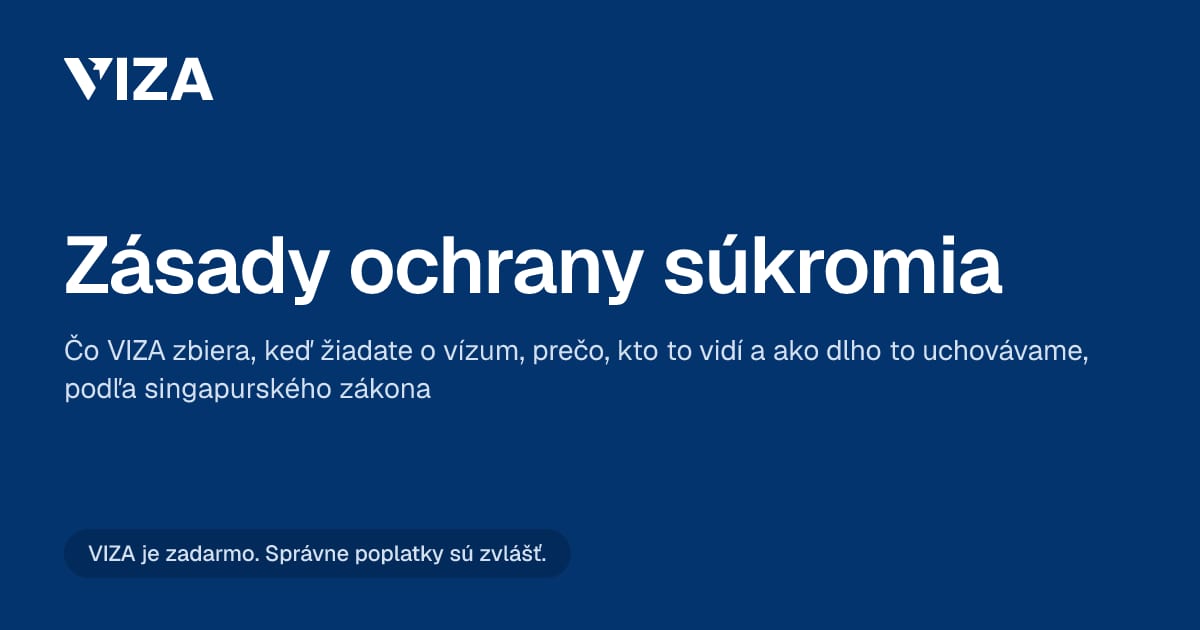 VIZA
Zásady ochrany súkromia
Čo VIZA zbiera, keď žiadate o vízum, prečo, kto to vidí a ako dlho to uchovávame,
podľa singapurského zákona
VIZA je zadarmo. Správne poplatky sú zvlášť.